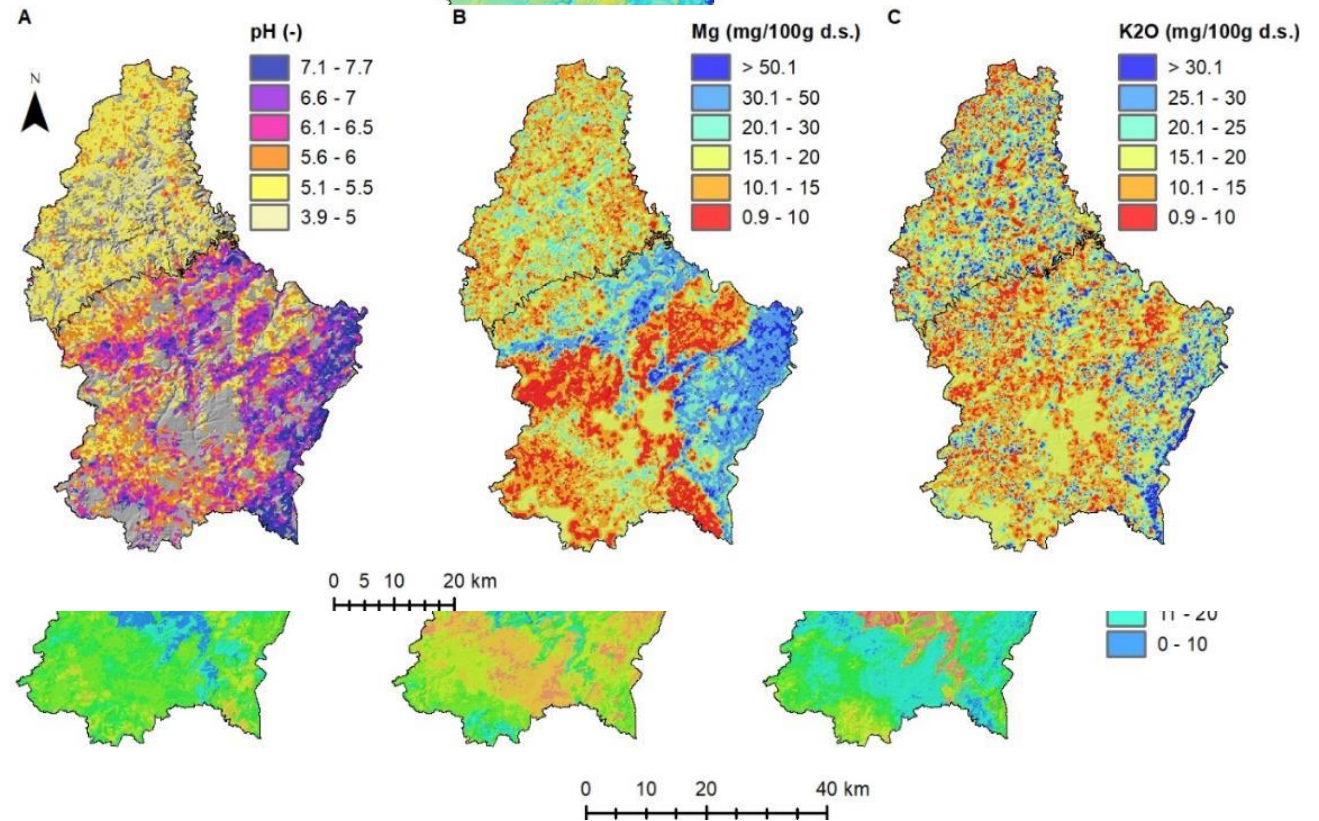 A
pH (-)
7.1 - 7.7
6.6 - 7
6.1 - 6.5
5.6 - 6
5.1 - 5.5
3.9 - 5
N
B
Mg (mg/100g d.s.)
> 50.1
30.1 - 50
20.1 - 30
15.1 - 20
10.1 - 15
0.9 - 10
C
K2O (mg/100g d.s.)
> 30.1
25.1 - 30
20.1 - 25
15.1 - 20
10.1 - 15
0.9 - 10
0 5 10 20 km
11 - 20
0 - 10
0 10 20 40 km